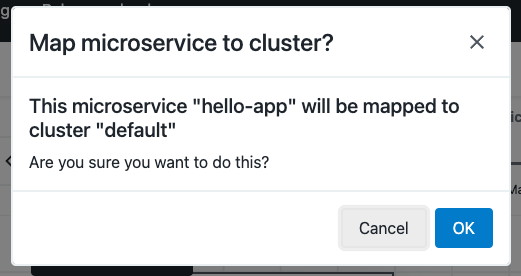 Map microservice to cluster?
This microservice "hello-app" will be mapped to
cluster "default"
Are you sure you want to do this?
Cancel
OK